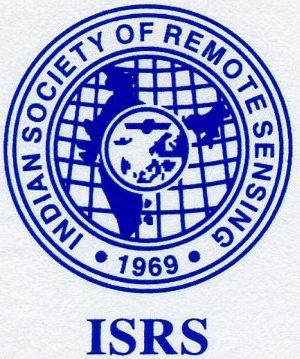 INDIAN SOCIETY OF REMOTE SENSING
• 1969 •
ISRS